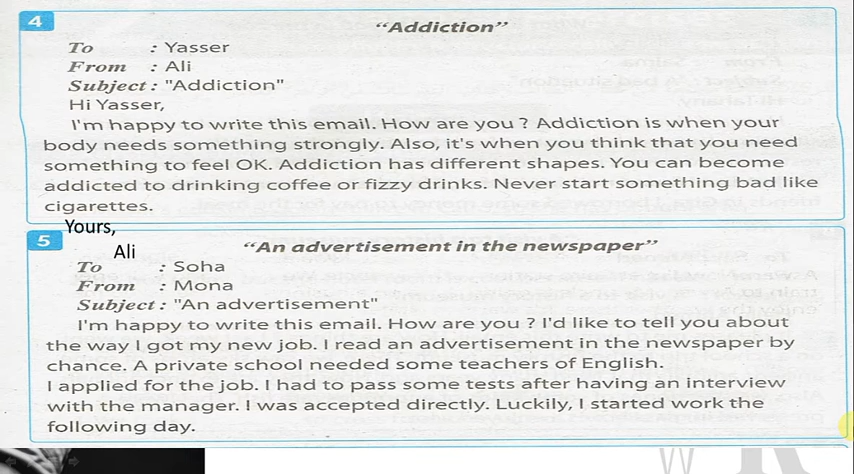 4
“Addiction”
To : Yasser
From : Ali
Subject : "Addiction"
Hi Yasser,
I'm happy to write this email. How are you ? Addiction is when your
body needs something strongly. Also, it's when you think that you need
something to feel OK. Addiction has different shapes. You can become
addicted to drinking coffee or fizzy drinks. Never start something bad like
cigarettes.
Yours,
Ali
5
“An advertisement in the newspaper”
To : Soha
From : Mona
Subject : "An advertisement"
I'm happy to write this email. How are you ? I'd like to tell you about
the way I got my new job. I read an advertisement in the newspaper by
chance. A private school needed some teachers of English.
I applied for the job. I had to pass some tests after having an interview
with the manager. I was accepted directly. Luckily, I started work the
following day.